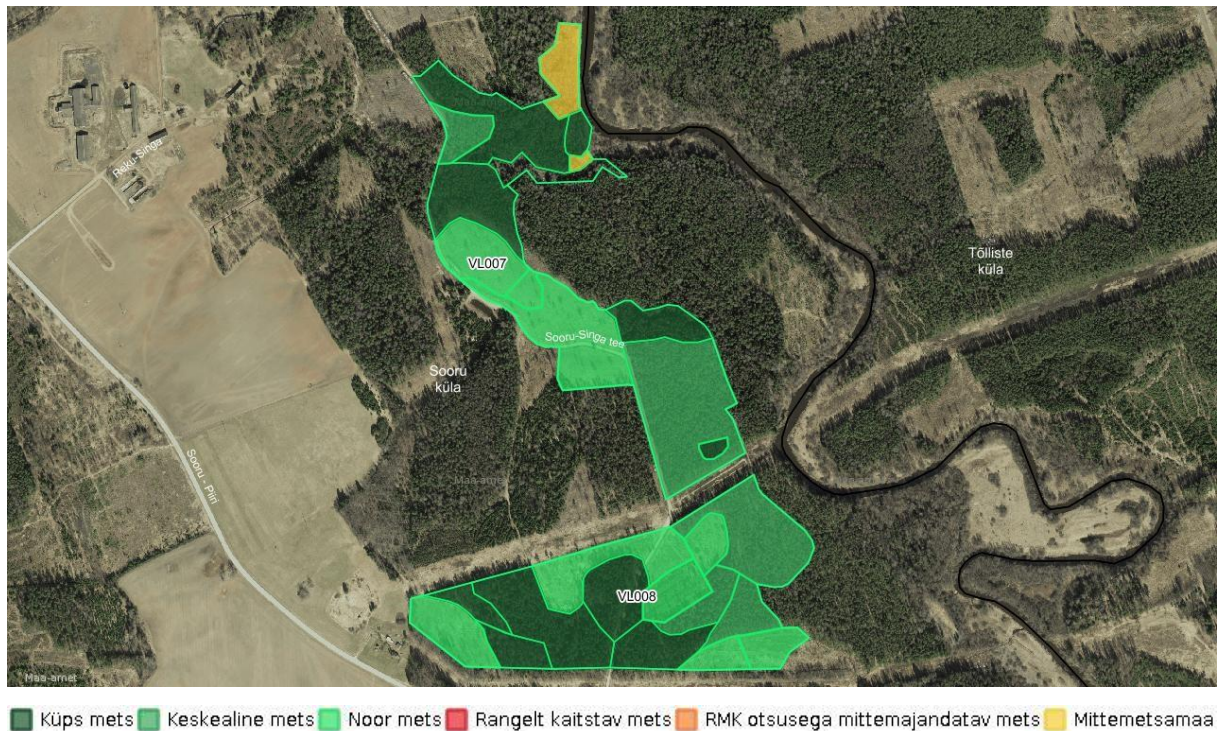 Reku-Singa
Tõlliste
küla
VL007
Sooru-Singa tee
Sooru
küla
Sooru - Piiri
Maa-amet
VL008
Maa-amet
Küps mets Keskealine mets Noor mets Rangelt kaitstav mets RMK otsusega mittemajandatav mets Mittemetsamaa